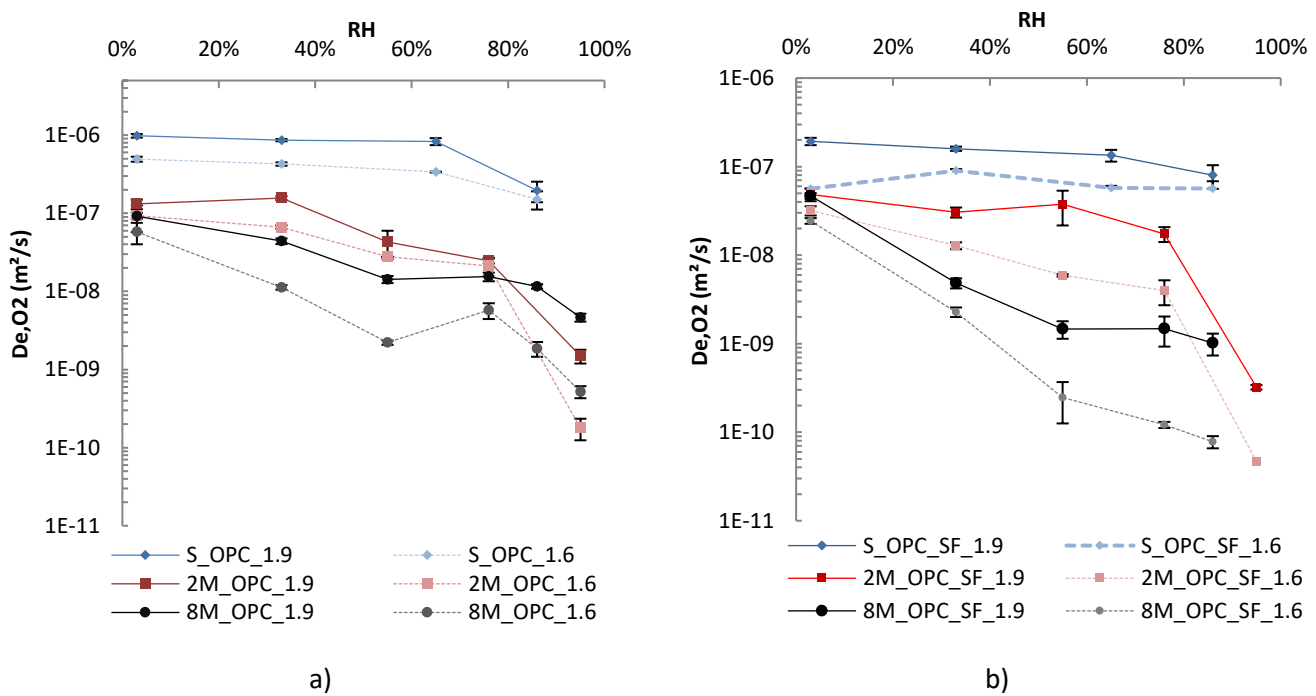 RH
0% 20% 40% 60% 80% 100%
De,O2 (m²/s)
1E-06
1E-07
1E-08
1E-09
1E-10
1E-11
S_OPC_1.9 S_OPC_1.6
2M_OPC_1.9 2M_OPC_1.6
8M_OPC_1.9 8M_OPC_1.6
a)
RH
0% 20% 40% 60% 80% 100%
De,O2 (m²/s)
1E-06
1E-07
1E-08
1E-09
1E-10
1E-11
S_OPC_SF_1.9 S_OPC_SF_1.6
2M_OPC_SF_1.9 2M_OPC_SF_1.6
8M_OPC_SF_1.9 8M_OPC_SF_1.6
b)